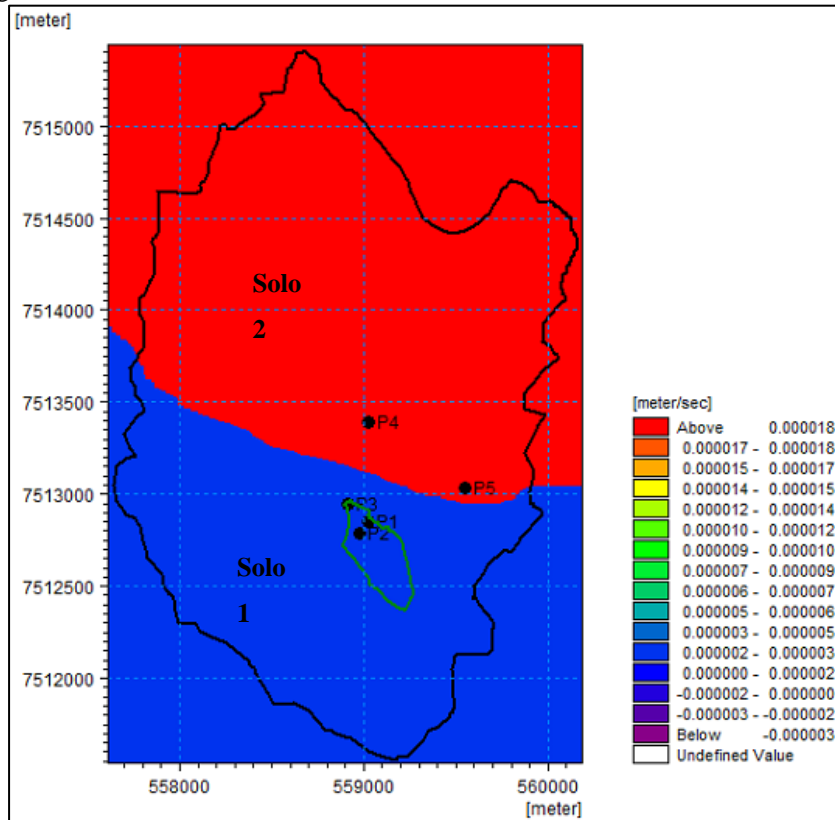 [meter]
7515000
7514500
7514000
7513500
7513000
7512500
7512000
558000 559000 560000
[meter]
Solo
2
P4
P5
P3
P1
P2
Solo
1
[meter/sec]
Above 0.000018
0.000017 - 0.000018
0.000015 - 0.000017
0.000014 - 0.000015
0.000012 - 0.000014
0.000010 - 0.000012
0.000009 - 0.000010
0.000007 - 0.000009
0.000006 - 0.000007
0.000005 - 0.000006
0.000003 - 0.000005
0.000002 - 0.000003
0.000000 - 0.000002
-0.000002 - 0.000000
-0.000003 - -0.000002
Below -0.000003
Undefined Value